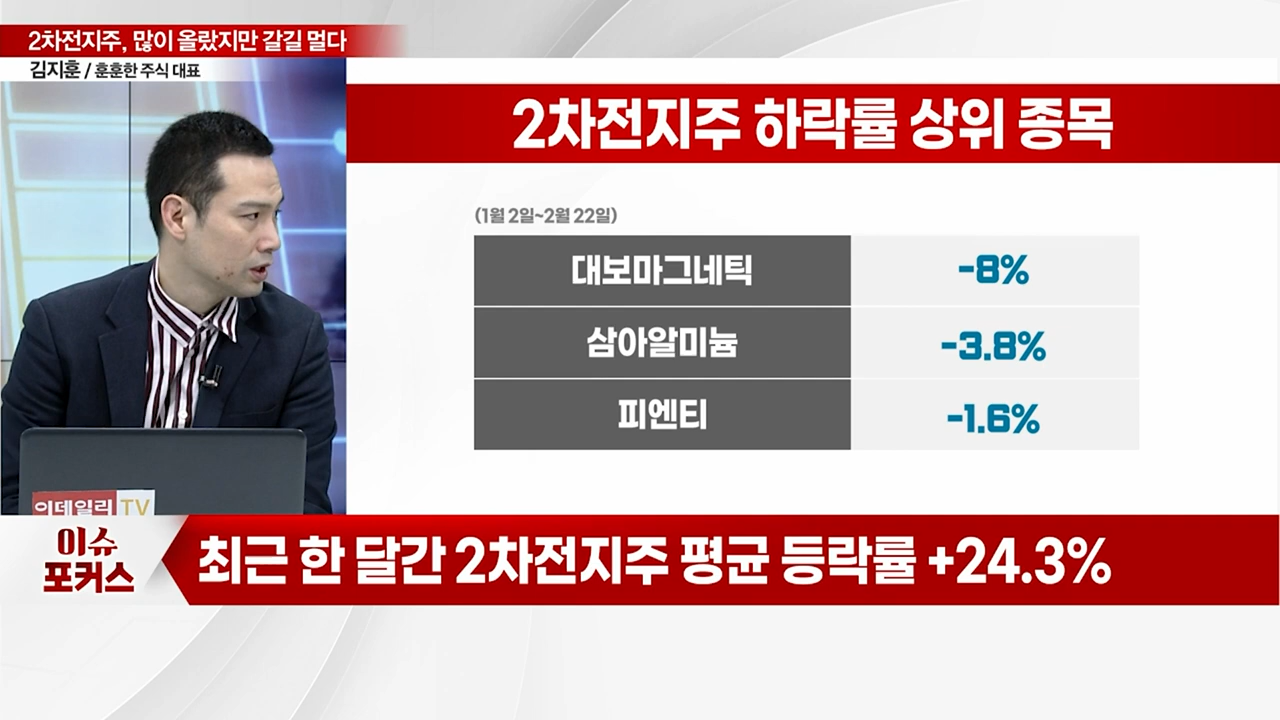 2차전지주, 많이 올랐지만 갈길 멀다
김지훈 / 훈훈한 주식 대표
2차전지주 하락률 상위 종목
(1월 2일~2월 22일)
대보마그네틱 -8%
삼아알미늄 -3.8%
피엔티 -1.6%
이데일리 TV
이슈
포커스
최근 한 달간 2차전지주 평균 등락률 +24.3%